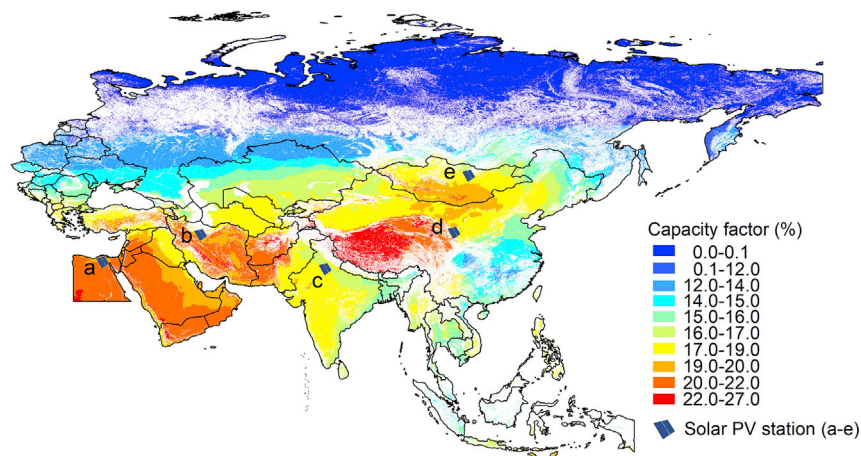 e
b
d
a
c
Capacity factor (%)
0.0-0.1
0.1-12.0
12.0-14.0
14.0-15.0
15.0-16.0
16.0-17.0
17.0-19.0
19.0-20.0
20.0-22.0
22.0-27.0
Solar PV station (a-e)